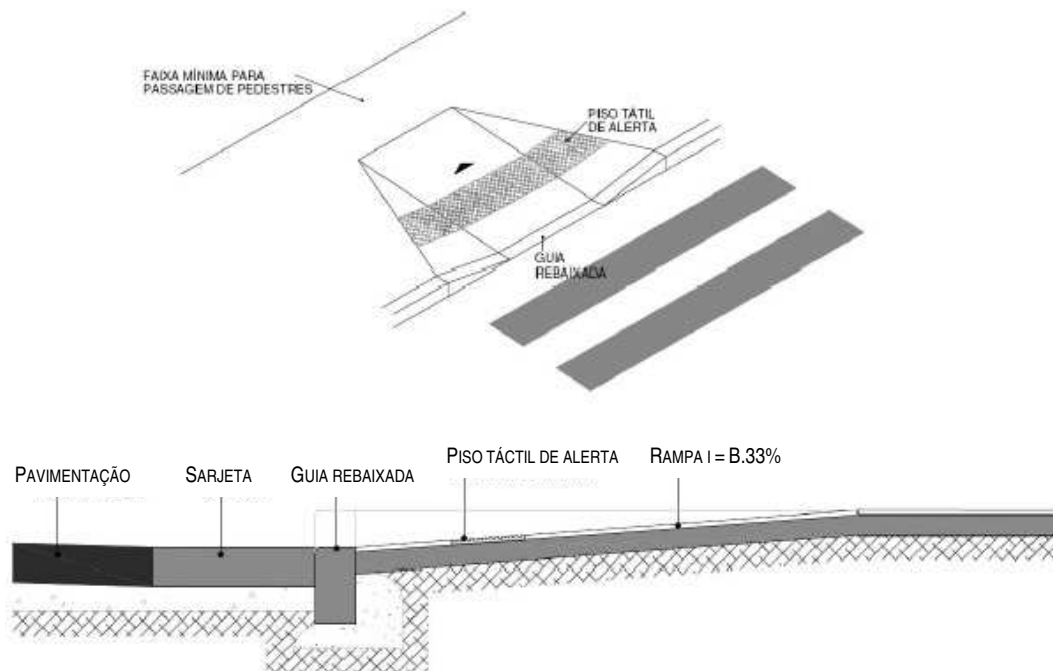 FAIXA MÍNIMA PARA
PASSAGEM DE PEDESTRES
PISO TÁTIL
DE ALERTA
GUIA
REBAIXADA
PAVIMENTAÇÃO
SARJETA
GUIA REBAIXADA
PISO TÁCTIL DE ALERTA
RAMPA I = B.33%